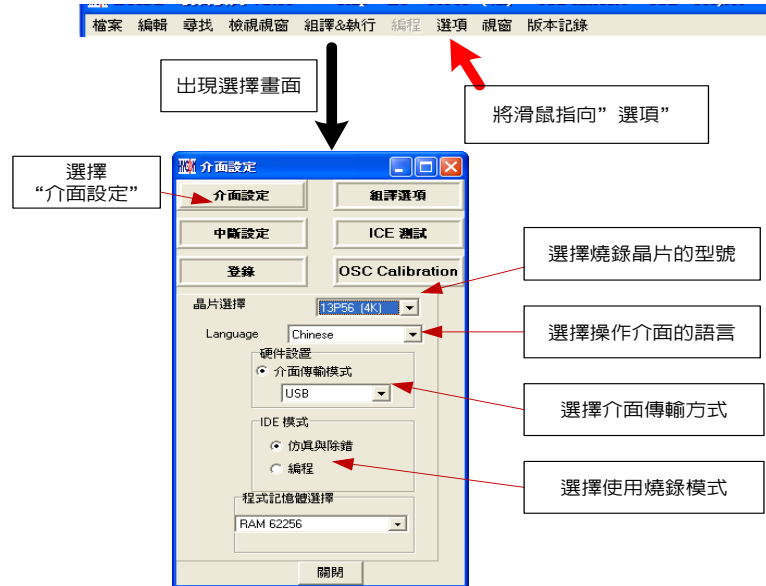 檔案 編輯 尋找 檢視視窗 組譯&執行 編程 選項 視窗 版本記錄
出現選擇畫面
將滑鼠指向”選項”
選擇
“介面設定”
介面設定
介面設定 組譯選項
中斷設定 ICE 測試
登錄 OSC Calibration
選擇燒錄晶片的型號
晶片選擇 13P56 (4K)
Language Chinese
選擇操作介面的語言
硬件設置
介面傳輸模式
USB
選擇介面傳輸方式
IDE 模式
仿真與除錯
編程
選擇使用燒錄模式
程式記憶體選擇
RAM 62256
關閉